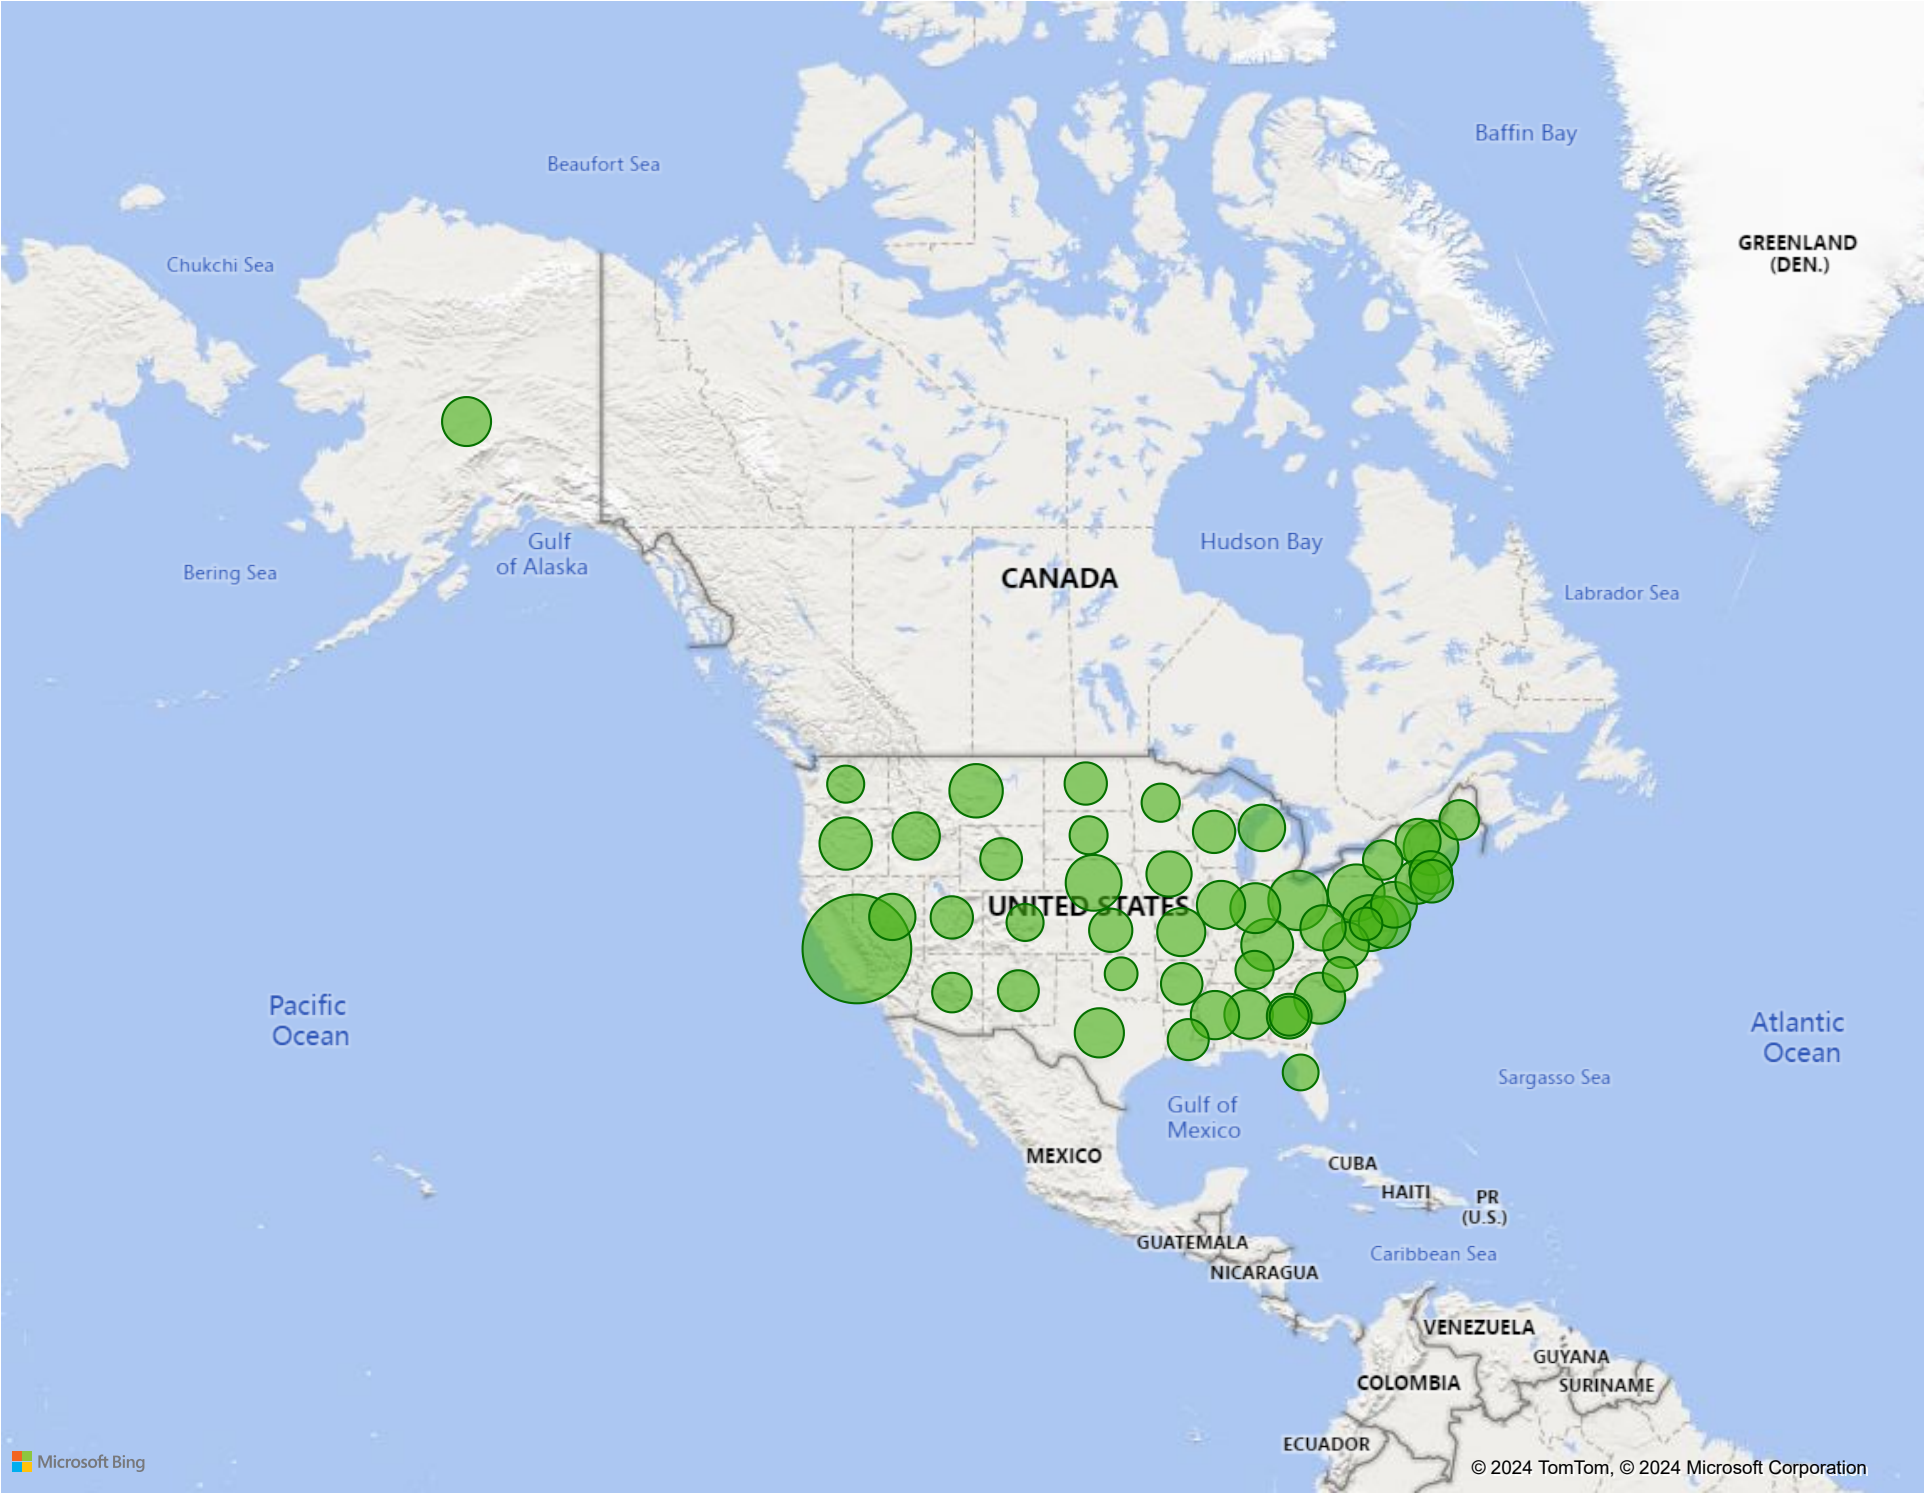 Baffin Bay
Beaufort Sea
GREENLAND
(DEN.)
Chukchi Sea
Gulf
of Alaska
Hudson Bay
Bering Sea
CANADA
Labrador Sea
UNITED STATES
Pacific
Ocean
Atlantic
Ocean
Sargasso Sea
Gulf of
Mexico
MEXICO
CUBA
HAITI
PR
(U.S.)
GUATEMALA
Caribbean Sea
NICARAGUA
VENEZUELA
GUYANA
COLOMBIA
SURINAME
ECUADOR
Microsoft Bing
© 2024 TomTom, © 2024 Microsoft Corporation